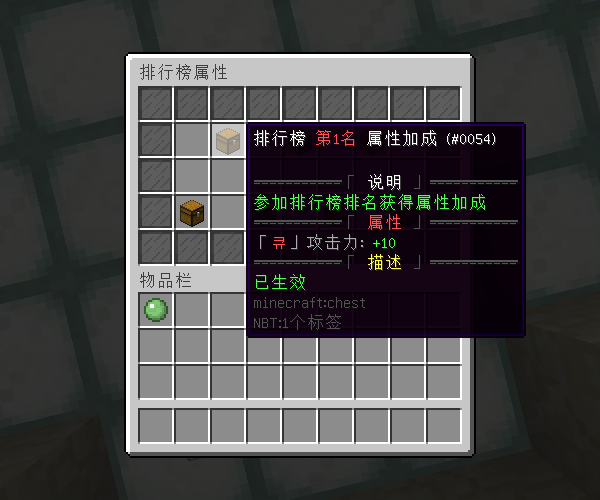 排行榜属性
排行榜 第1名 属性加成 (#0054)
「 说明 」
参加排行榜排名获得属性加成
「 属性 」
「큐」攻击力: +10
「 描述 」
已生效
minecraft:chest
NBT:1个标签
物品栏